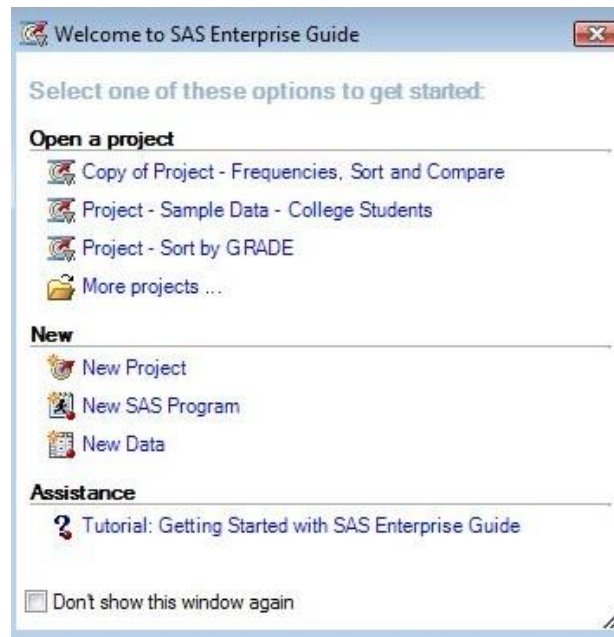 Welcome to SAS Enterprise Guide
Select one of these options to get started:
Open a project
Copy of Project - Frequencies, Sort and Compare
Project - Sample Data - College Students
Project - Sort by GRADE
More projects ...
New
New Project
New SAS Program
New Data
Assistance
Tutorial: Getting Started with SAS Enterprise Guide
Don't show this window again